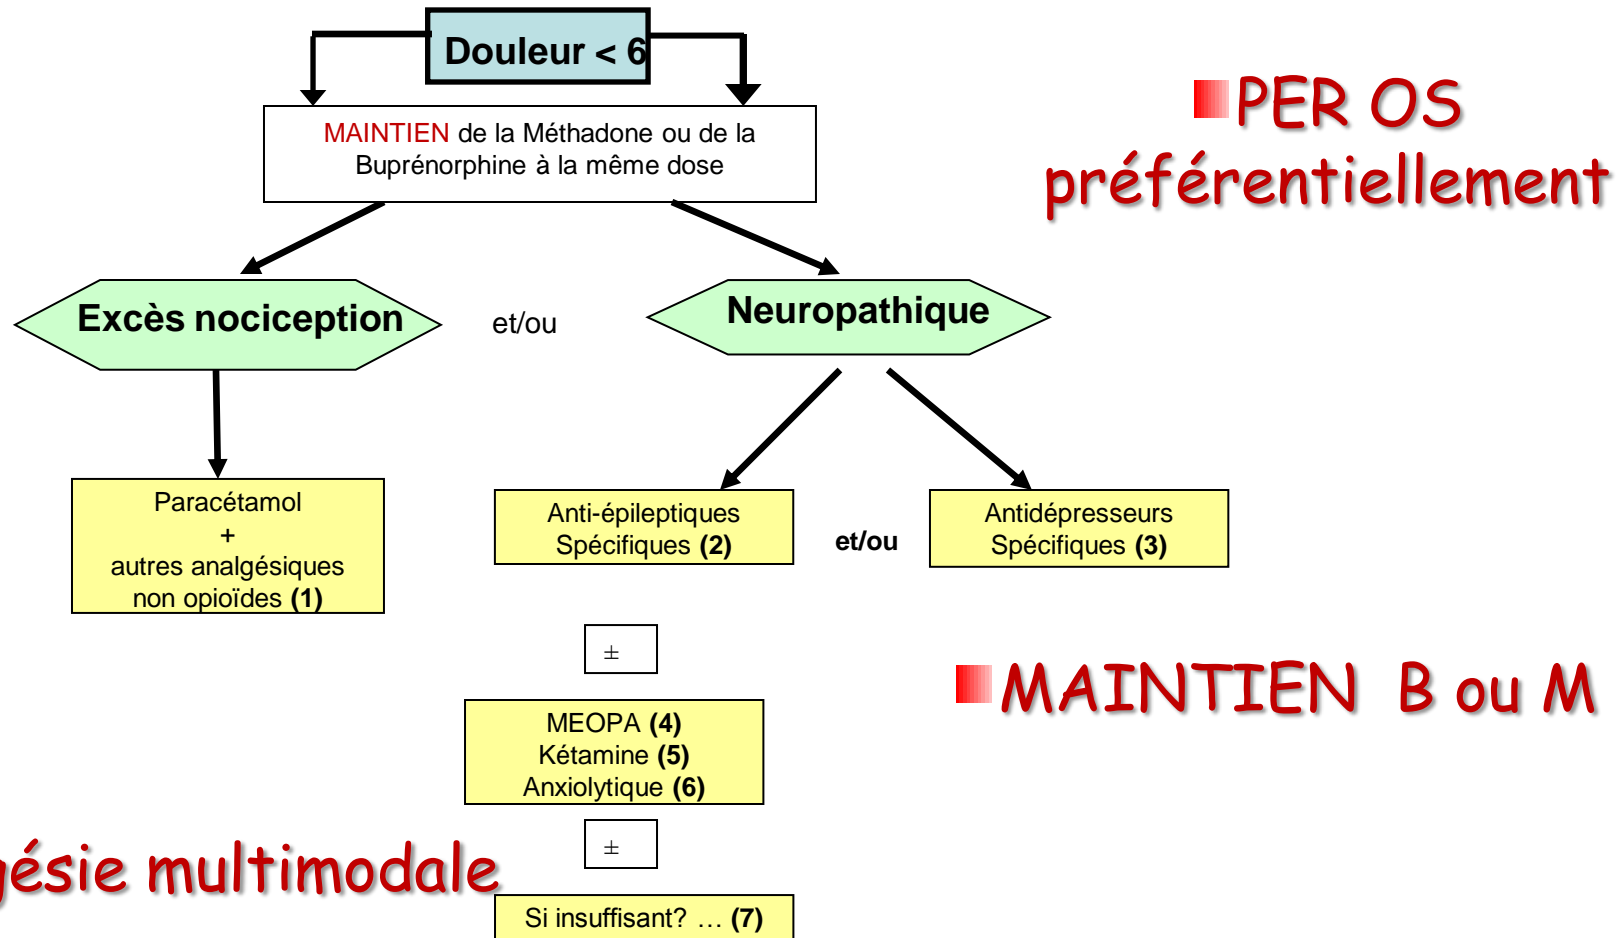 Douleur < 6
MAINTIEN de la Méthadone ou de la
Buprénorphine à la même dose
PER OS
préférentiellement
Excès nociception
et/ou
Neuropathique
Paracétamol
+
autres analgésiques
non opioïdes (1)
Anti-épileptiques
Spécifiques (2)
et/ou
Antidépresseurs
Spécifiques (3)
±
MAINTIEN B ou M
MEOPA (4)
Kétamine (5)
Anxiolytique (6)
±
gésie multimodale
Si insuffisant? … (7)